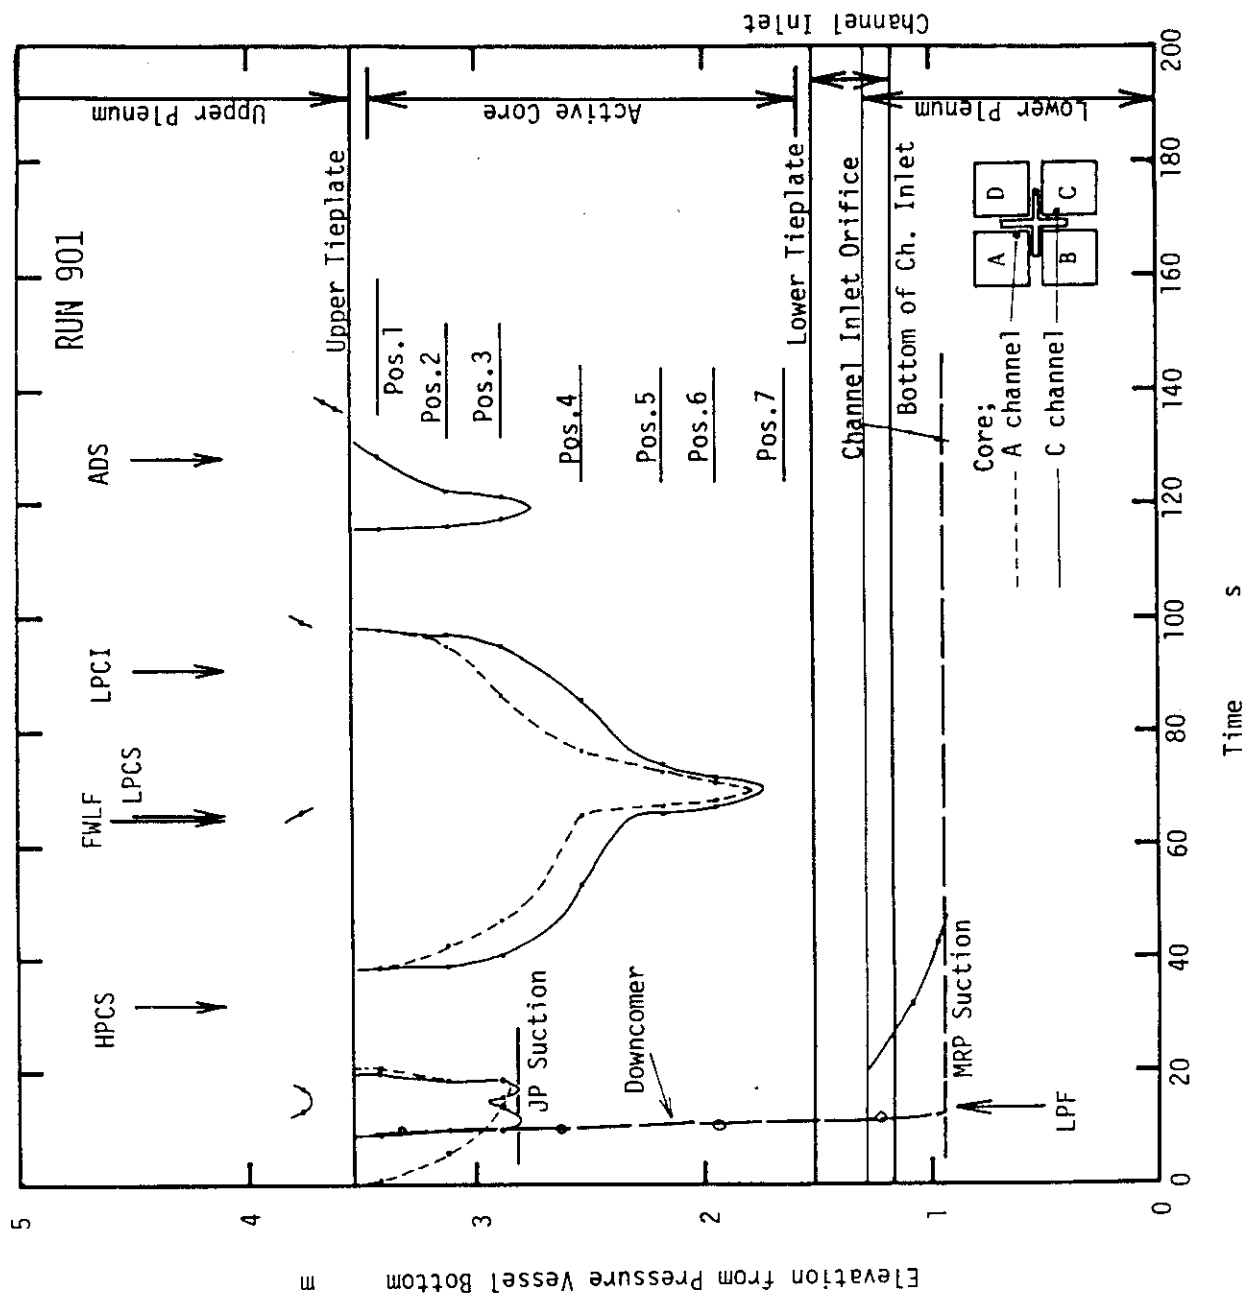 RUN 901
HPCS
FWLF
LPCS
LPCI
ADS
Upper Plenum
Upper Tieplate
Active Core
Pos.1
Pos.2
Pos.3
Pos.4
Pos.5
Pos.6
Pos.7
JP Suction
Downcomer
Lower Tieplate
Channel Inlet
Channel Inlet Orifice
Bottom of Ch. Inlet
Lower Plenum
MRP Suction
LPF
Core;
A channel
C channel
A
D
B
C
5
4
3
2
1
0
Elevation from Pressure Vessel Bottom m
0 20 40 60 80 100 120 140 160 180 200
Time s